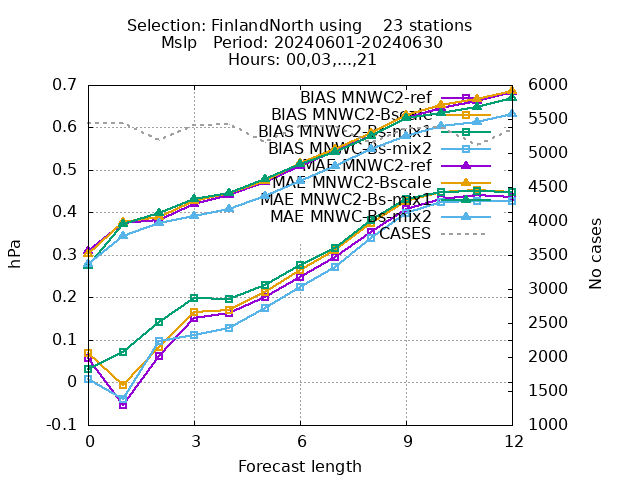 Selection: FinlandNorth using    23 stations
Mslp   Period: 20240601-20240630
Hours: 00,03,...,21
0.7
0.6
0.5
0.4
0.3
0.2
0.1
0
-0.1
hPa
BIAS MNWC2-ref
BIAS MNWC2-Bscale
BIAS MNWC2-Bs-mix1
BIAS MNWC-Bs-mix2
MAE MNWC2-ref
MAE MNWC2-Bscale
MAE MNWC2-Bs-mix1
MAE MNWC-Bs-mix2
CASES
6000
5500
5000
4500
4000
3500
3000
2500
2000
1500
1000
No cases
0 3 6 9 12
Forecast length